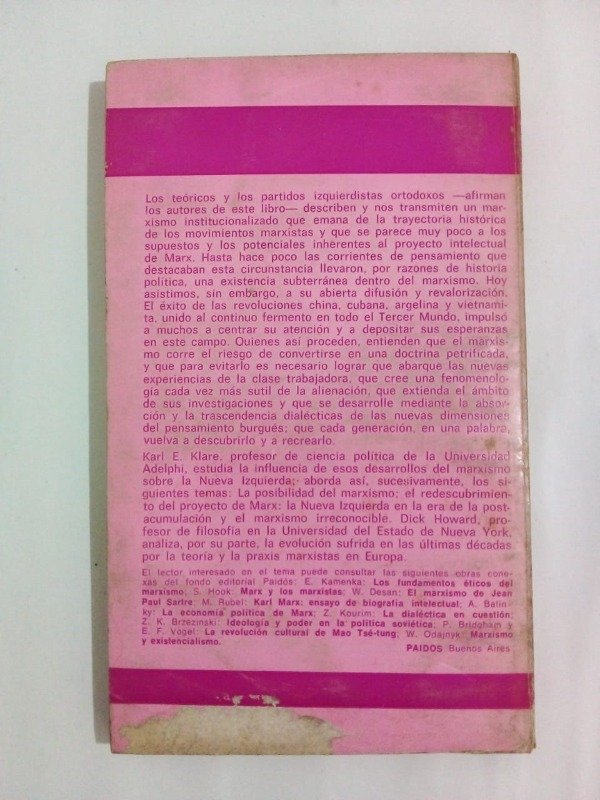 Los teóricos y los partidos izquierdistas ortodoxos —afirman
los autores de este libro— describen y nos transmiten un mar-
xismo institucionalizado que emana de la trayectoria histórica
de los movimientos marxistas y que se parece muy poco a los
supuestos y los potenciales inherentes al proyecto intelectual
de Marx. Hasta hace poco las corrientes de pensamiento que
destacaban esta circunstancia llevaron, por razones de historia
política, una existencia subterránea dentro del marxismo. Hoy
asistimos, sin embargo, a su abierta difusión y revalorización.
El éxito de las revoluciones china, cubana, argelina y vietnami-
ta, unido al continuo fermento en todo el Tercer Mundo, impulsó
a muchos a centrar su atención y a depositar sus esperanzas
en este campo. Quienes así proceden, entienden que el marxis-
mo corre el riesgo de convertirse en una doctrina petrificada,
y que para evitarlo es necesario lograr que abarque las nuevas
experiencias de la clase trabajadora, que cree una fenomenolo-
gía cada vez más sutil de la alienación, que extienda el ámbito
de sus investigaciones y que se desarrolle mediante la absor-
ción y la trascendencia dialécticas de las nuevas dimensiones
del pensamiento burgués; que cada generación, en una palabra,
vuelva a descubrirlo y a recrearlo.
Karl E. Klare, profesor de ciencia política de la Universidad
Adelphi, estudia la influencia de esos desarrollos del marxismo
sobre la Nueva Izquierda; aborda así, sucesivamente, los si-
guientes temas: La posibilidad del marxismo; el redescubrimien-
to del proyecto de Marx: la Nueva Izquierda en la era de la post-
acumulación y el marxismo irreconocible. Dick Howard, pro-
fesor de filosofía en la Universidad del Estado de Nueva York,
analiza, por su parte, la evolución sufrida en las últimas décadas
por la teoría y la praxis marxistas en Europa.
El lector interesado en el tema puede consultar las siguientes obras cone-
xas del fondo editorial Paidós: E. Kamenka: Los fundamentos éticos del
marxismo; S. Hook: Marx y los marxistas; W. Desan: El marxismo de Jean
Paul Sartre; M. Rubel: Karl Marx: ensayo de biografía intelectual; A. Balin-
ky: La economía política de Marx; Z. Kourim: La dialéctica en cuestión;
Z. K. Brzezinski: Ideología y poder en la política soviética; P. Bridgham y
E. F. Vogel: La revolución cultural de Mao Tsé-tung; W. Odajnyk: Marxismo
y existencialismo.
PAIDOS Buenos Aires